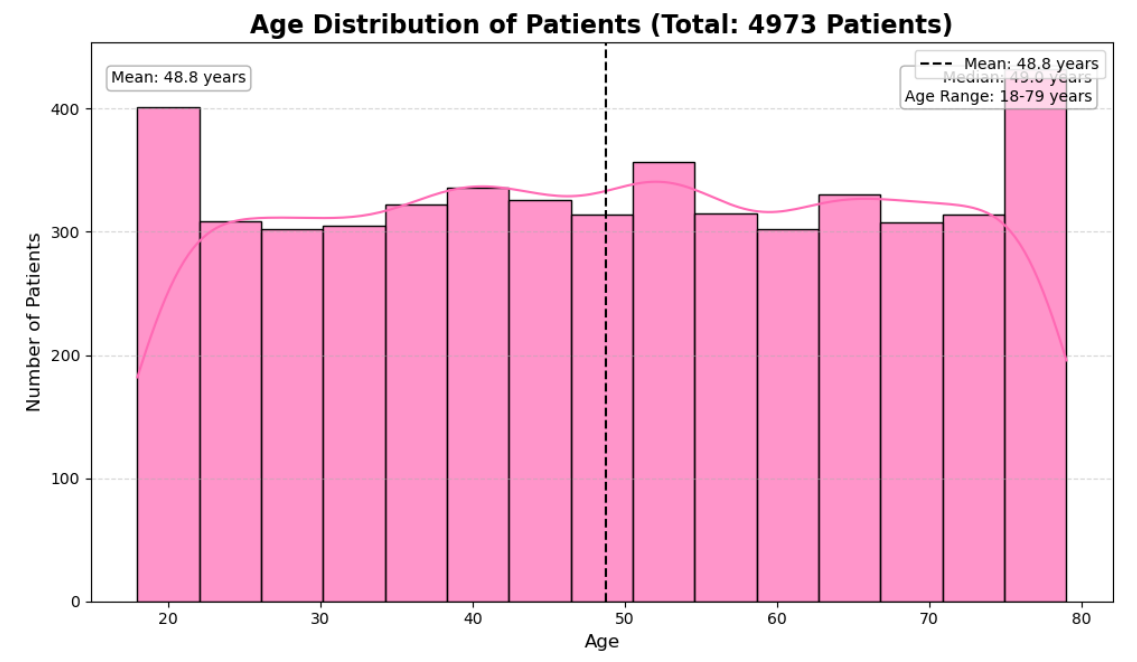 Age Distribution of Patients (Total: 4973 Patients)
Mean: 48.8 years
Mean: 48.8 years
Median: 49.0 years
Age Range: 18-79 years
Number of Patients
400
300
200
100
0
20 30 40 50 60 70 80
Age